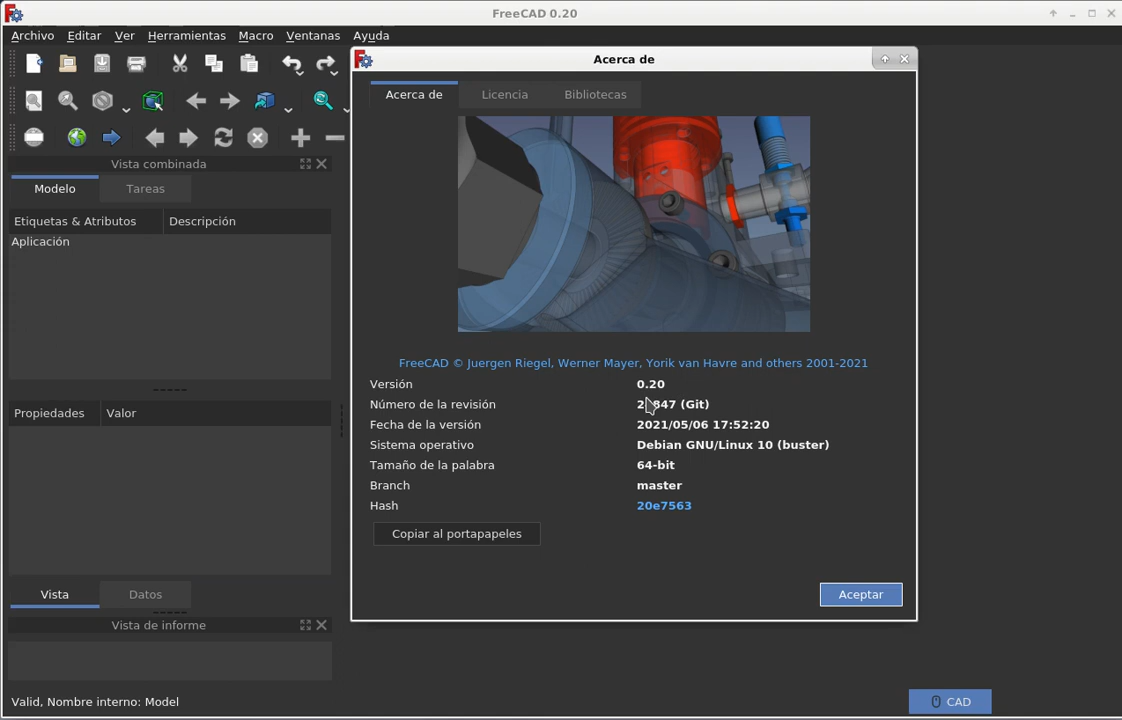 FreeCAD 0.20
Archivo Editar Ver Herramientas Macro Ventanas Ayuda
Vista combinada
Modelo Tareas
Etiquetas & Atributos Descripción
Aplicación
Propiedades Valor
Vista Datos
Vista de informe
Valid, Nombre interno: Model
CAD
Acerca de
Acerca de Licencia Bibliotecas
FreeCAD © Juergen Riegel, Werner Mayer, Yorik van Havre and others 2001-2021
Versión 0.20
Número de la revisión (Git)
Fecha de la versión 2021/05/06 17:52:20
Sistema operativo Debian GNU/Linux 10 (buster)
Tamaño de la palabra 64-bit
Branch master
Hash 20e7563
Copiar al portapapeles
Aceptar